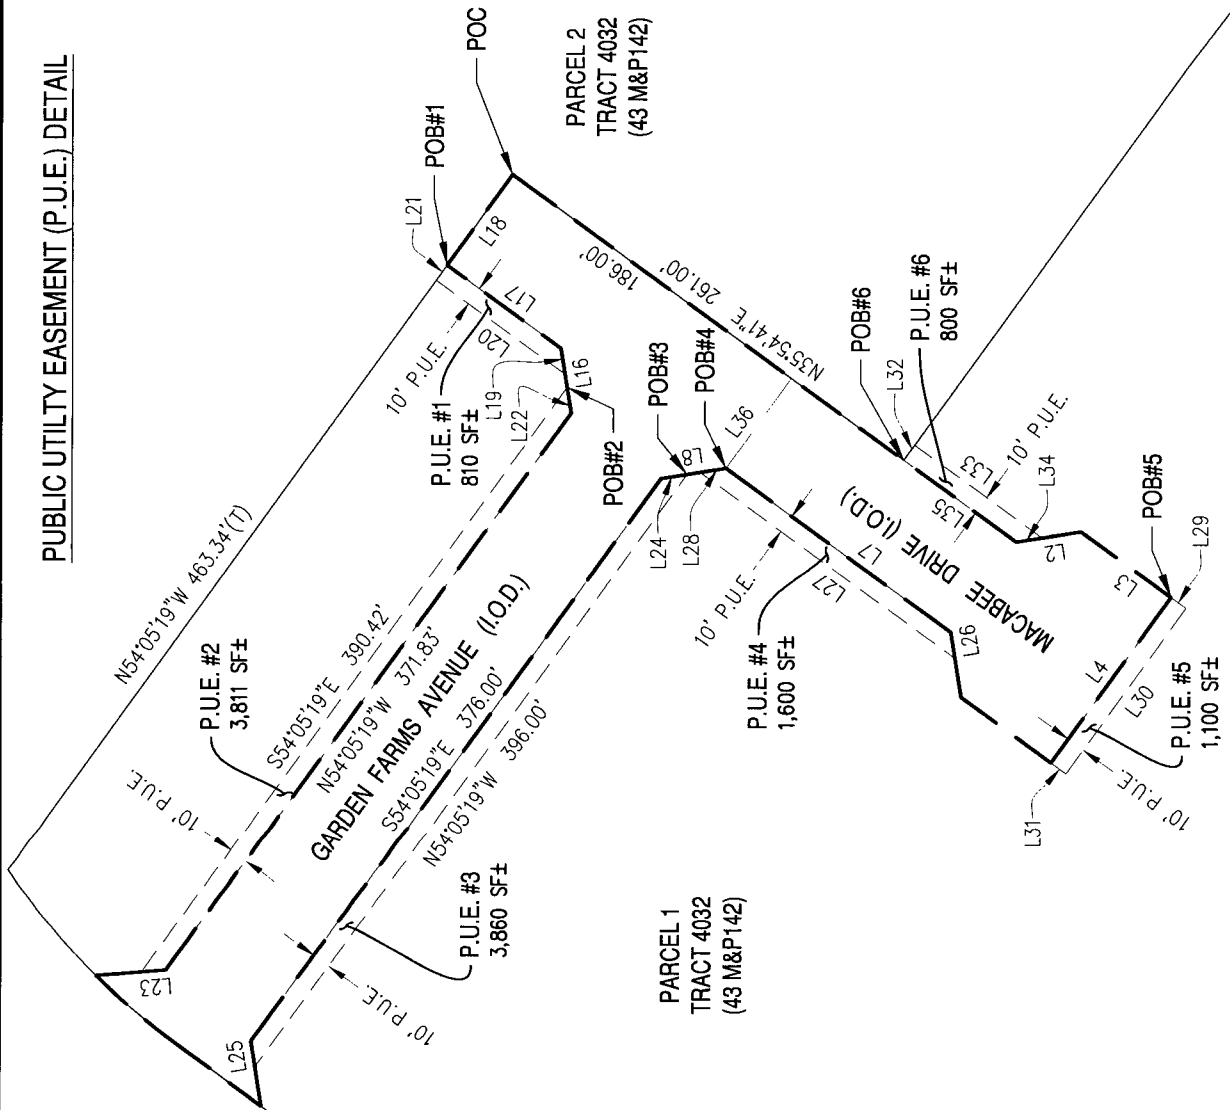 PUBLIC UTILTY EASEMENT (P.U.E.) DETAIL
POC
PARCEL 2
TRACT 4032
(43 M&P142)
POB#1
L21
L18
L17
10' P.U.E.
L20
P.U.E. #1
810 SF±
L19
L22
L16
POB#2
N54°05'19"W 463.34'(T)
186.00'
261.00'
N35°54'41"E
P.U.E. #2
3,811 SF±
S54°05'19"E 390.42'
N54°05'19"W 371.83'
10' P.U.E.
GARDEN FARMS AVENUE (I.O.D.)
S54°05'19"E 376.00'
N54°05'19"W 396.00'
L23
L25
P.U.E. #3
3,860 SF±
10' P.U.E.
POB#3
POB#4
L8
L24
L28
L36
POB#6
P.U.E. #6
800 SF±
L32
L33
10' P.U.E.
L35
L34
L2
L3
POB#5
L29
MACABEE DRIVE (I.O.D.)
L7
L27
10' P.U.E.
P.U.E. #4
1,600 SF±
L26
L4
L30
P.U.E. #5
1,100 SF±
L31
10' P.U.E.
PARCEL 1
TRACT 4032
(43 M&P142)